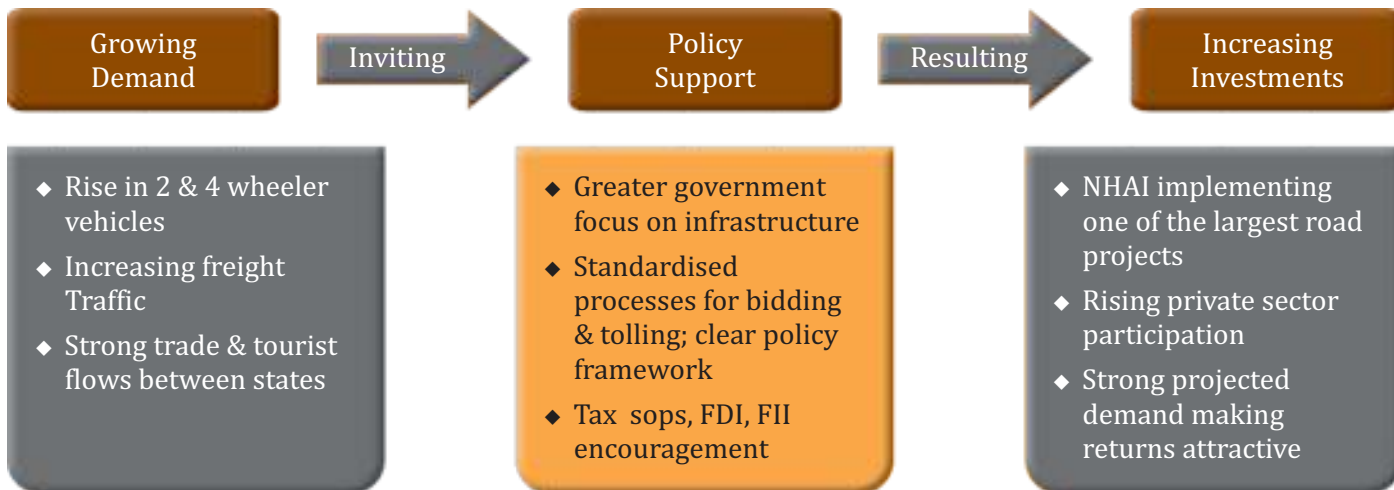 Growing
Demand
Inviting
Policy
Support
Resulting
Increasing
Investments
◆ Rise in 2 & 4 wheeler
vehicles
◆ Increasing freight
Traffic
◆ Strong trade & tourist
flows between states
◆ Greater government
focus on infrastructure
◆ Standardised
processes for bidding
& tolling; clear policy
framework
◆ Tax sops, FDI, FII
encouragement
◆ NHAI implementing
one of the largest road
projects
◆ Rising private sector
participation
◆ Strong projected
demand making
returns attractive